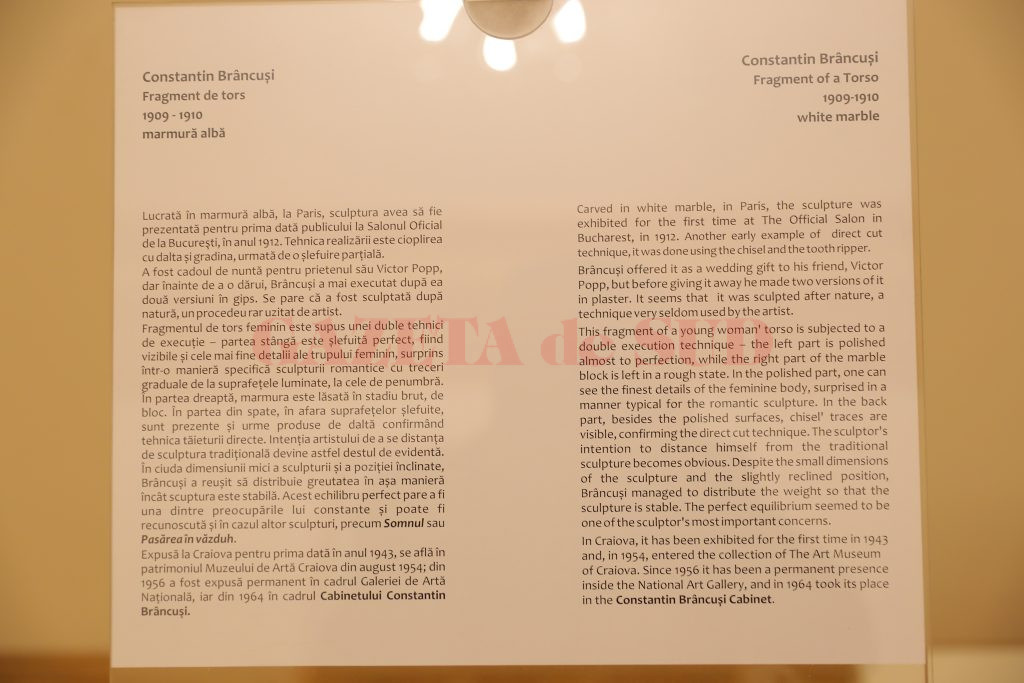 Constantin Brâncuși
Fragment de tors
1909 - 1910
marmură albă
Lucrată în marmură albă, la Paris, sculptura avea să fie
prezentată pentru prima dată publicului la Salonul Oficial
de la București, în anul 1912. Tehnica realizării este cioplirea
cu dalta și gradina, urmată de o șlefuire parțială.
A fost cadoul de nuntă pentru prietenul său Victor Popp,
dar înainte de a o dărui, Brâncuși a mai executat după ea
două versiuni în gips. Se pare că a fost sculptată după
natură, un procedeu rar uzitat de artist.
Fragmentul de tors feminin este supus unei duble tehnici
de execuție – partea stângă este șlefuită perfect, fiind
vizibile și cele mai fine detalii ale trupului feminin, surprins
într-o manieră specifică sculpturii romantice cu treceri
graduale de la suprafețele luminate, la cele de penumbră.
În partea dreaptă, marmura este lăsată în stadiu brut, de
bloc. În partea din spate, în afara suprafețelor șlefuite,
sunt prezente și urme produse de daltă confirmând
tehnica tăieturii directe. Intenția artistului de a se distanța
de sculptura tradițională devine astfel destul de evidentă.
În ciuda dimensiunii mici a sculpturii și a poziției înclinate,
Brâncuși a reușit să distribuie greutatea în așa manieră
încât scuptura este stabilă. Acest echilibru perfect pare a fi
una dintre preocupările lui constante și poate fi
recunoscută și în cazul altor sculpturi, precum Somnul sau
Pasărea în văzduh.
Expusă la Craiova pentru prima dată în anul 1943, se află în
patrimoniul Muzeului de Artă Craiova din august 1954; din
1956 a fost expusă permanent în cadrul Galeriei de Artă
Națională, iar din 1964 în cadrul Cabinetului Constantin
Brâncuși.
Constantin Brâncuși
Fragment of a Torso
1909-1910
white marble
Carved in white marble, in Paris, the sculpture was
exhibited for the first time at The Official Salon in
Bucharest, in 1912. Another early example of direct cut
technique, it was done using the chisel and the tooth ripper.
Brâncuși offered it as a wedding gift to his friend, Victor
Popp, but before giving it away he made two versions of it
in plaster. It seems that it was sculpted after nature, a
technique very seldom used by the artist.
This fragment of a young woman' torso is subjected to a
double execution technique – the left part is polished
almost to perfection, while the right part of the marble
block is left in a rough state. In the polished part, one can
see the finest details of the feminine body, surprised in a
manner typical for the romantic sculpture. In the back
part, besides the polished surfaces, chisel' traces are
visible, confirming the direct cut technique. The sculptor's
intention to distance himself from the traditional
sculpture becomes obvious. Despite the small dimensions
of the sculpture and the slightly reclined position,
Brâncuși managed to distribute the weight so that the
sculpture is stable. The perfect equilibrium seemed to be
one of the sculptor's most important concerns.
In Craiova, it has been exhibited for the first time in 1943
and, in 1954, entered the collection of The Art Museum
of Craiova. Since 1956 it has been a permanent presence
inside the National Art Gallery, and in 1964 took its place
in the Constantin Brâncuși Cabinet.
GAZETA de SUD